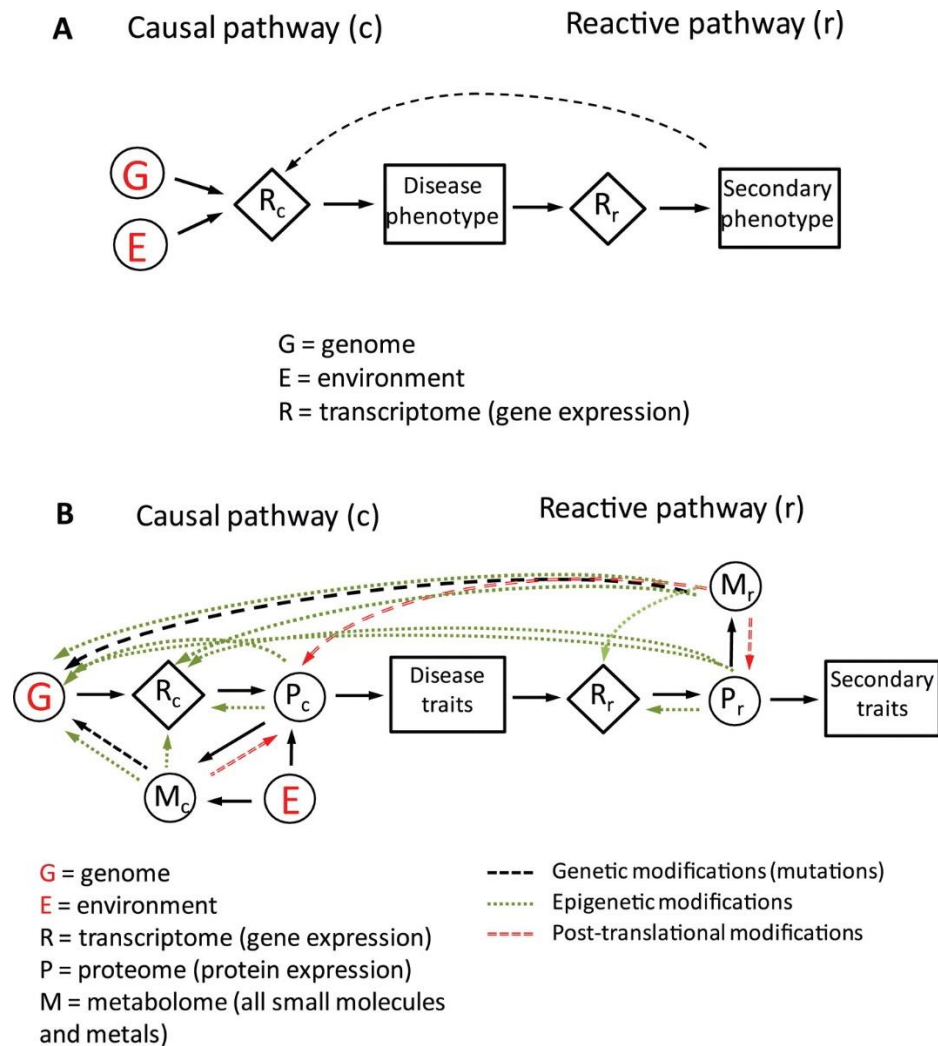 A Causal pathway (c) Reactive pathway (r)
G
E
Rc
Disease
phenotype
Rr
Secondary
phenotype
G = genome
E = environment
R = transcriptome (gene expression)
B Causal pathway (c) Reactive pathway (r)
Mr
G
Rc
Pc
Disease
traits
Rr
Pr
Secondary
traits
Mc
E
G = genome
E = environment
R = transcriptome (gene expression)
P = proteome (protein expression)
M = metabolome (all small molecules
and metals)
Genetic modifications (mutations)
Epigenetic modifications
Post-translational modifications